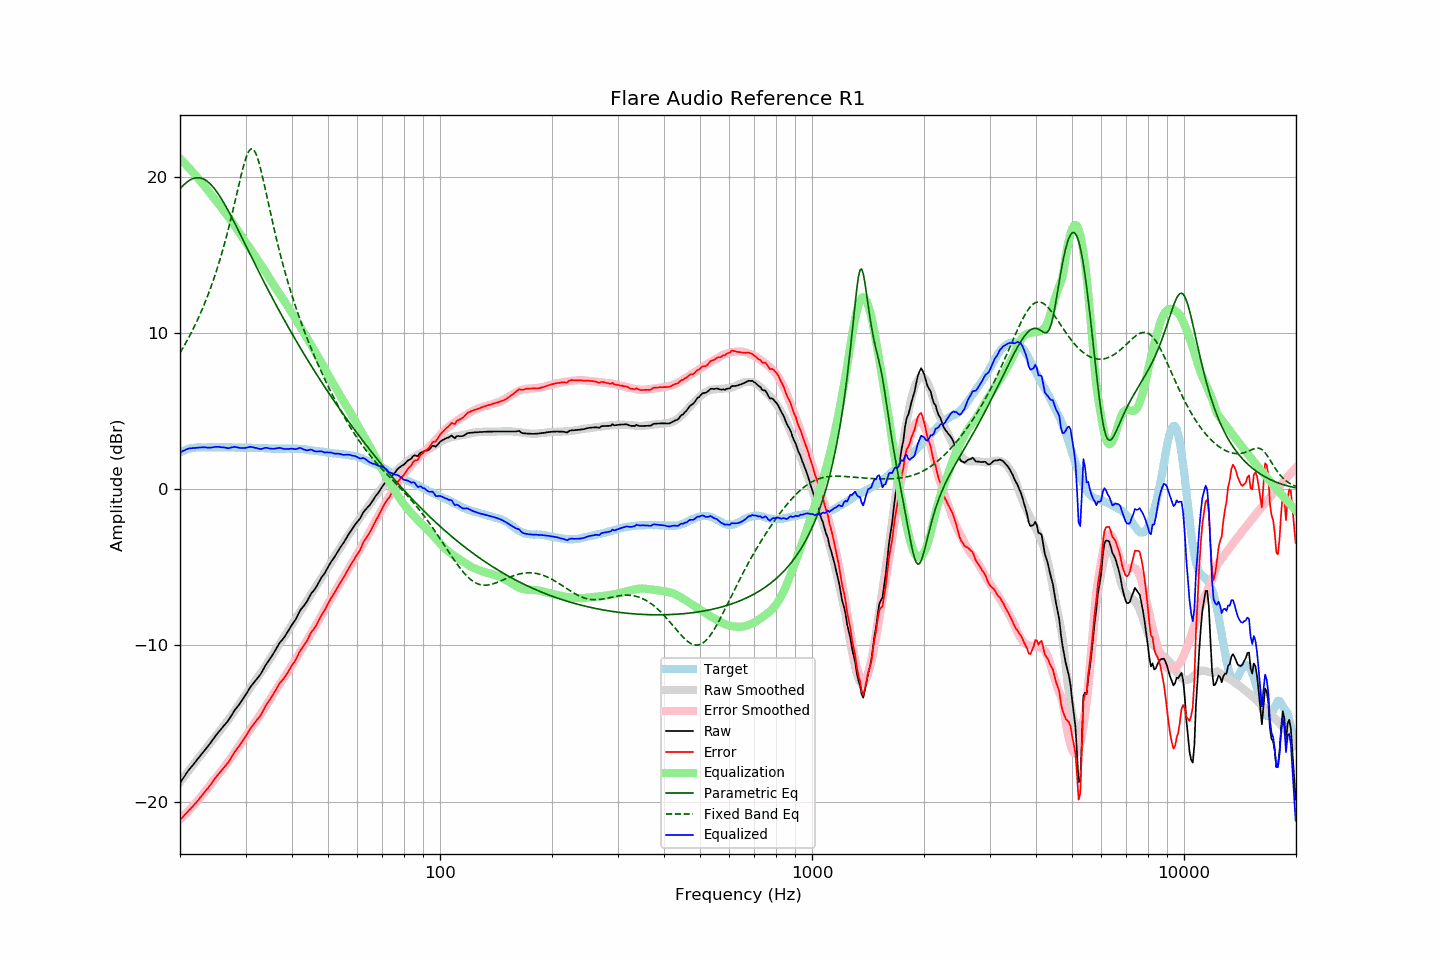 Flare Audio Reference R1
Amplitude (dBr)
20
10
0
−10
−20
Target
Raw Smoothed
Error Smoothed
Raw
Error
Equalization
Parametric Eq
Fixed Band Eq
Equalized
100
1000
10000
Frequency (Hz)